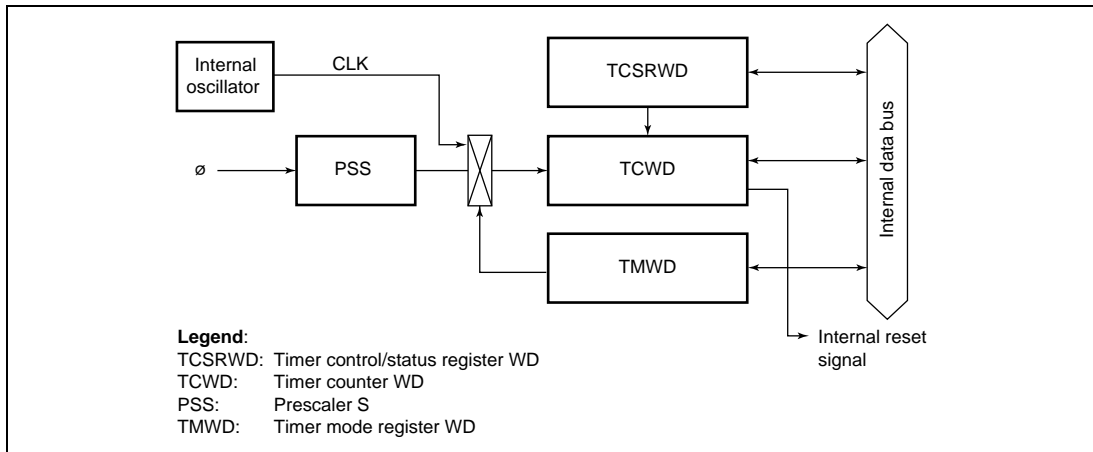 Internal
oscillator
CLK
TCSRWD
ø
PSS
TCWD
TMWD
Internal data bus
Internal reset
signal
Legend:
TCSRWD: Timer control/status register WD
TCWD: Timer counter WD
PSS: Prescaler S
TMWD: Timer mode register WD